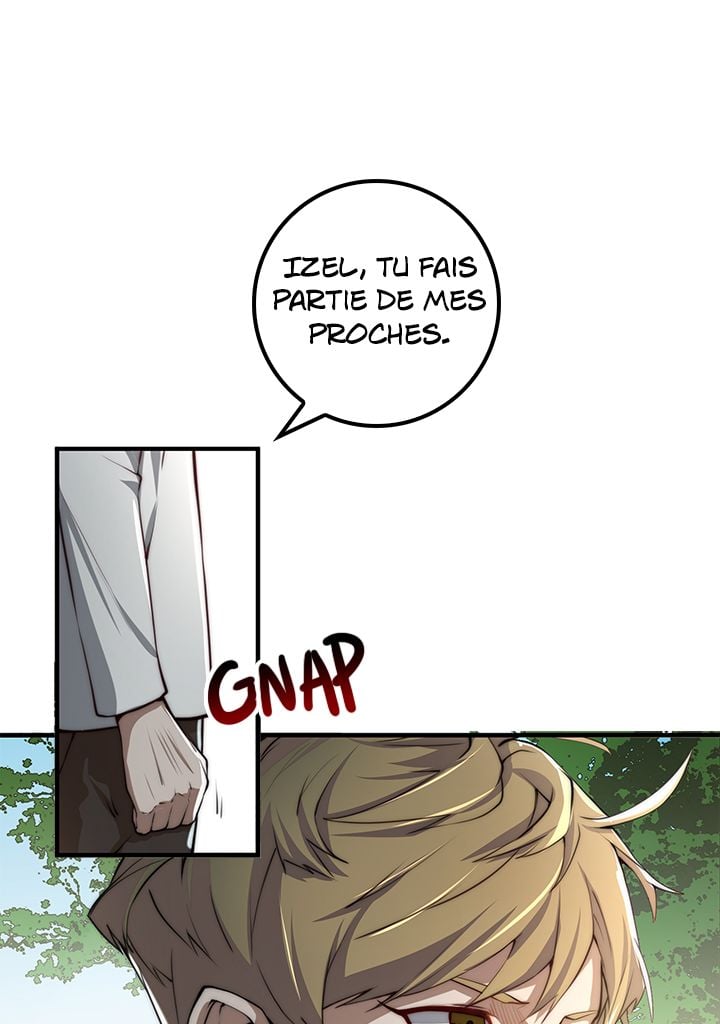 IZEL, TU FAIS
PARTIE DE MES
PROCHES.
GNAP